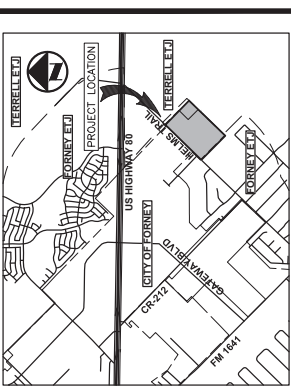 TERRELL ETJ
N
FORNEY ETJ
PROJECT LOCATION
US HIGHWAY 80
TERRELL ETJ
HELMS TRAIL
CITY OF FORNEY
FORNEY ETJ
GATEWAY BLVD
CR-212
FM 1641